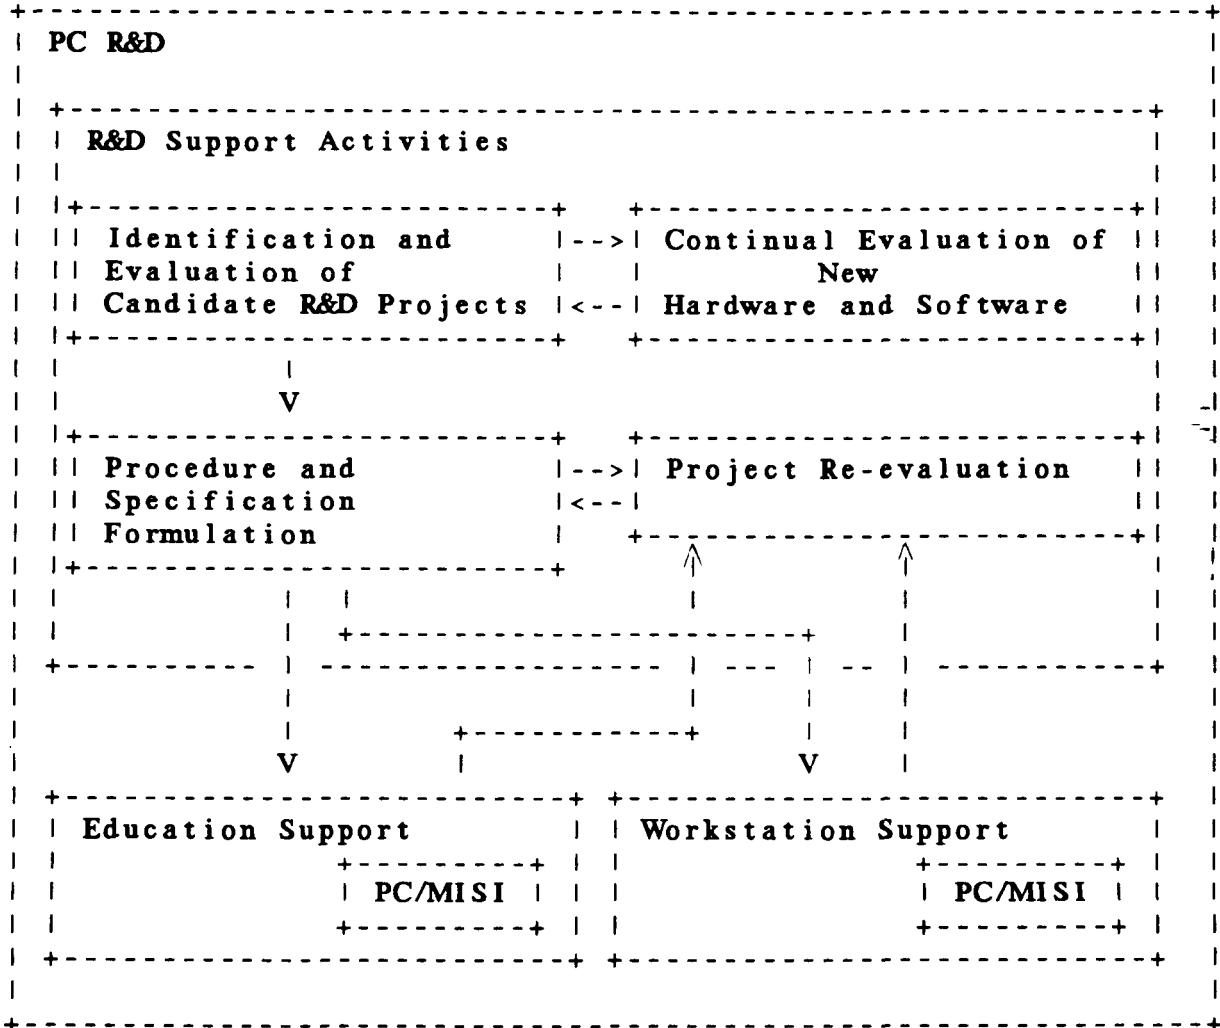 PC R&D
R&D Support Activities
Identification and
Evaluation of
Candidate R&D Projects
Continual Evaluation of
New
Hardware and Software
Procedure and
Specification
Formulation
Project Re-evaluation
Education Support
PC/MISI
Workstation Support
PC/MISI